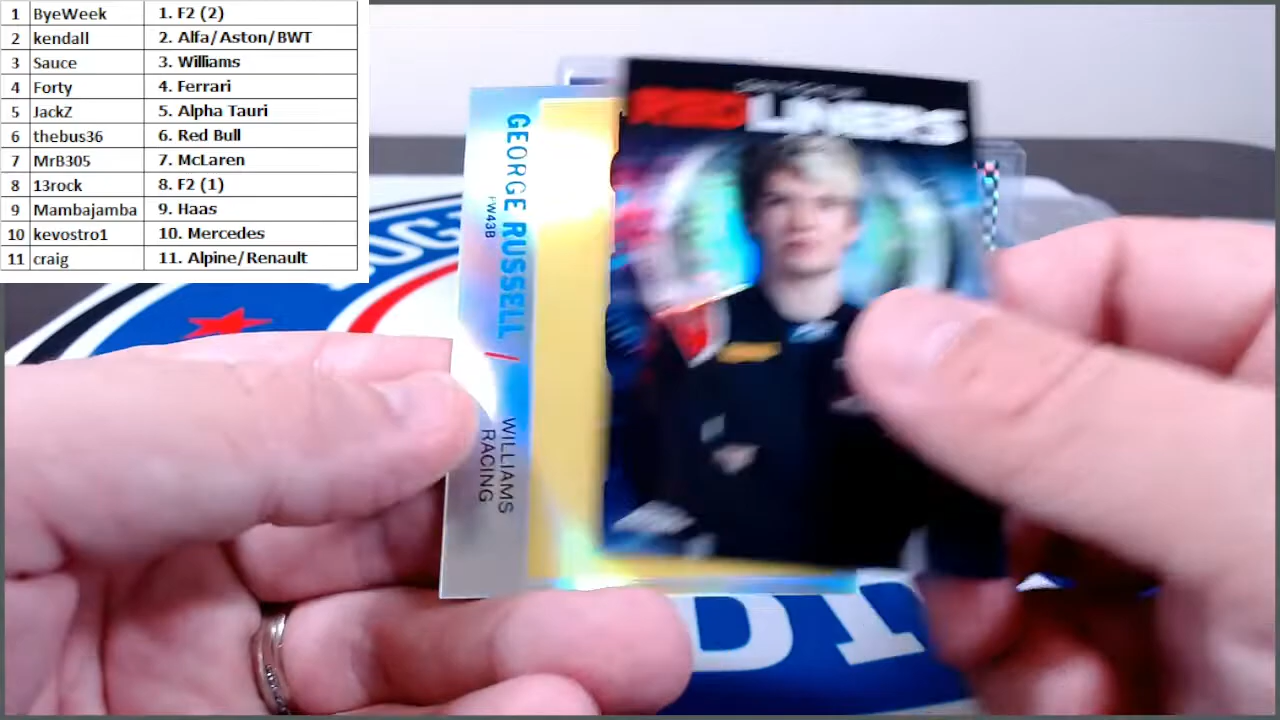 1 ByeWeek 1. F2 (2)
2 kendall 2. Alfa/Aston/BWT
3 Sauce 3. Williams
4 Forty 4. Ferrari
5 JackZ 5. Alpha Tauri
6 thebus36 6. Red Bull
7 MrB305 7. McLaren
8 13rock 8. F2 (1)
9 Mambajamba 9. Haas
10 kevostro1 10. Mercedes
11 craig 11. Alpine/Renault
REDLINERS
GEORGE RUSSELL / WILLIAMS
FW43B RACING